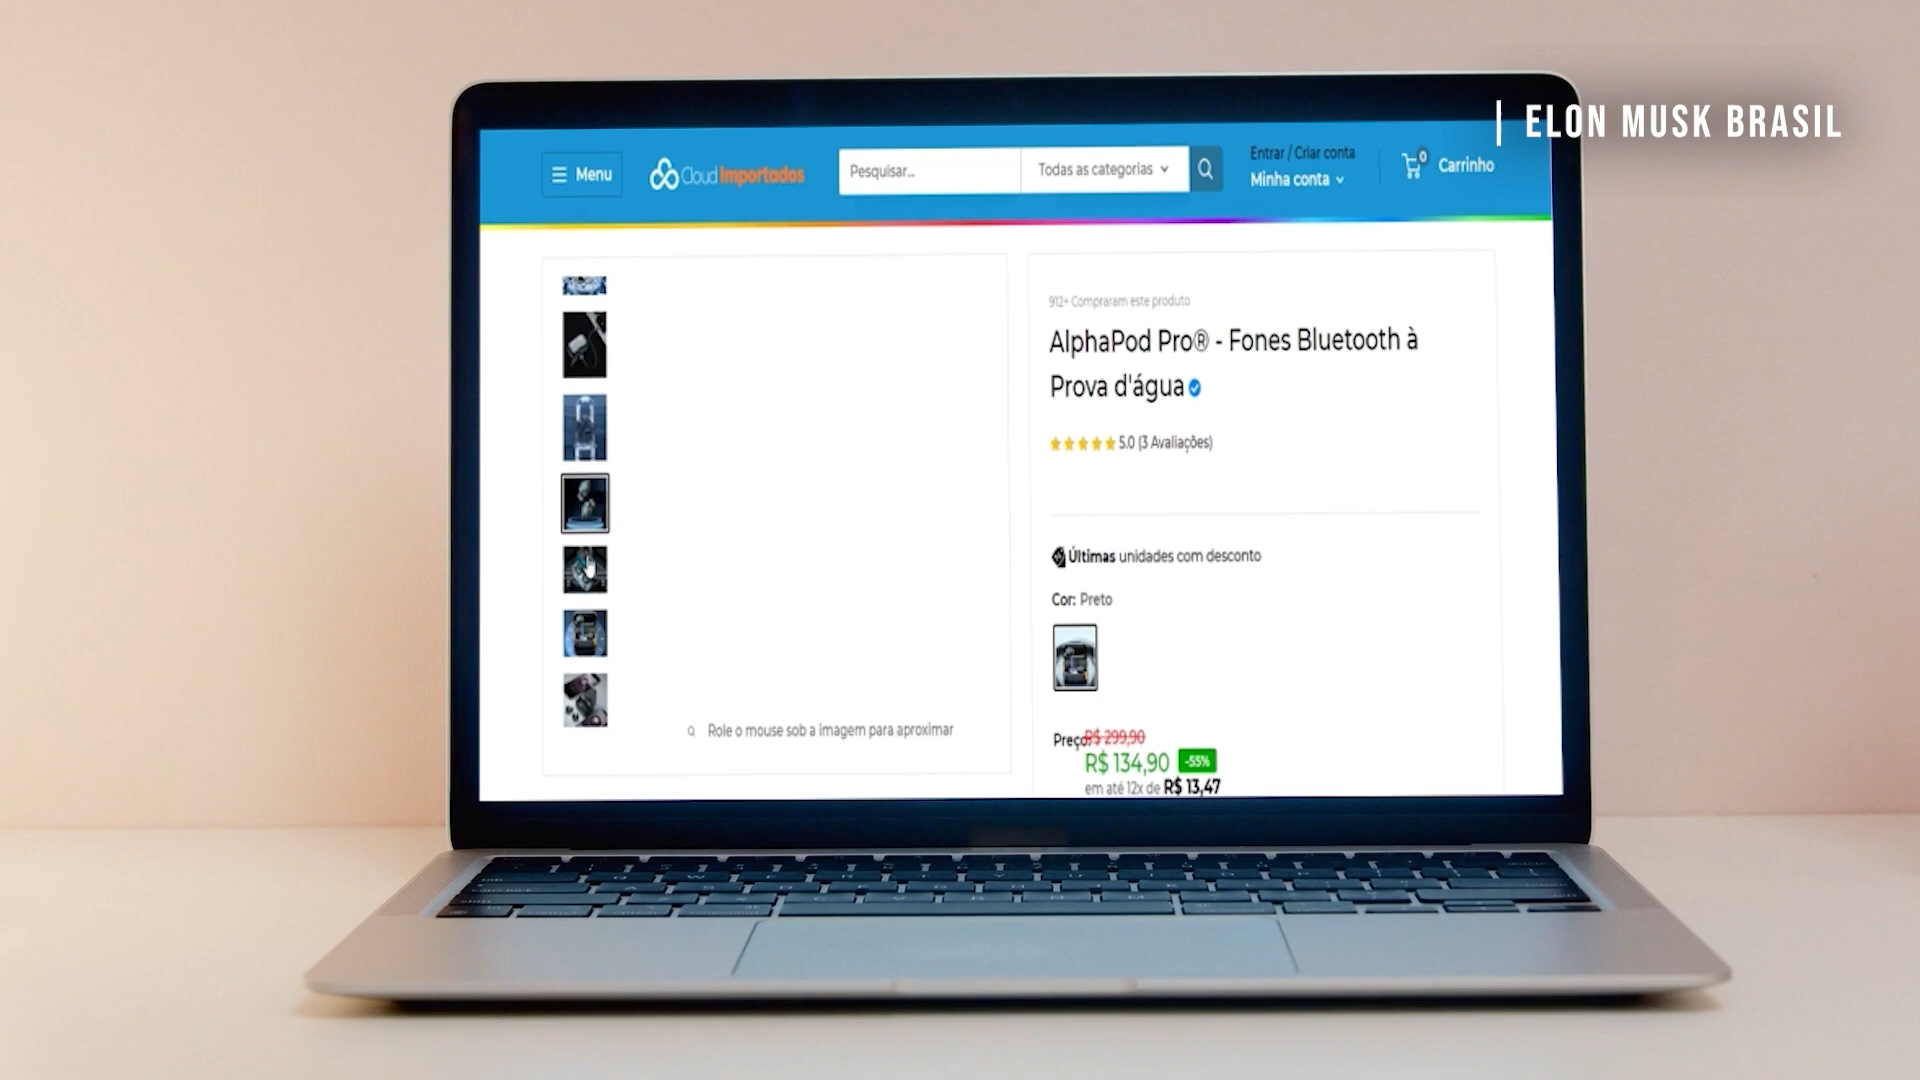 | ELON MUSK BRASIL
Menu
Cloud Importados
Pesquisar...
Todas as categorias
Entrar / Criar conta
Minha conta
0
Carrinho
912+ Compraram este produto
AlphaPod Pro® - Fones Bluetooth à
Prova d'água
5.0 (3 Avaliações)
Últimas unidades com desconto
Cor: Preto
Role o mouse sob a imagem para aproximar
Preço:
R$ 299,90
R$ 134,90 -55%
em até 12x de R$ 13,47